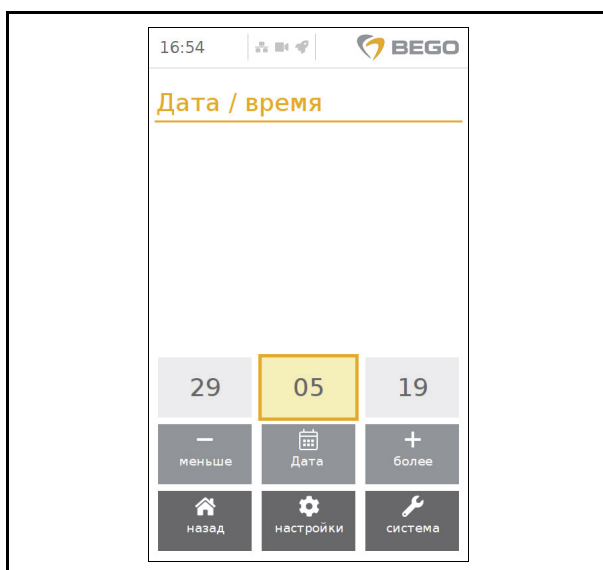 16:54 BEGO
Дата / время
29 05 19
меньше Дата более
назад настройки система